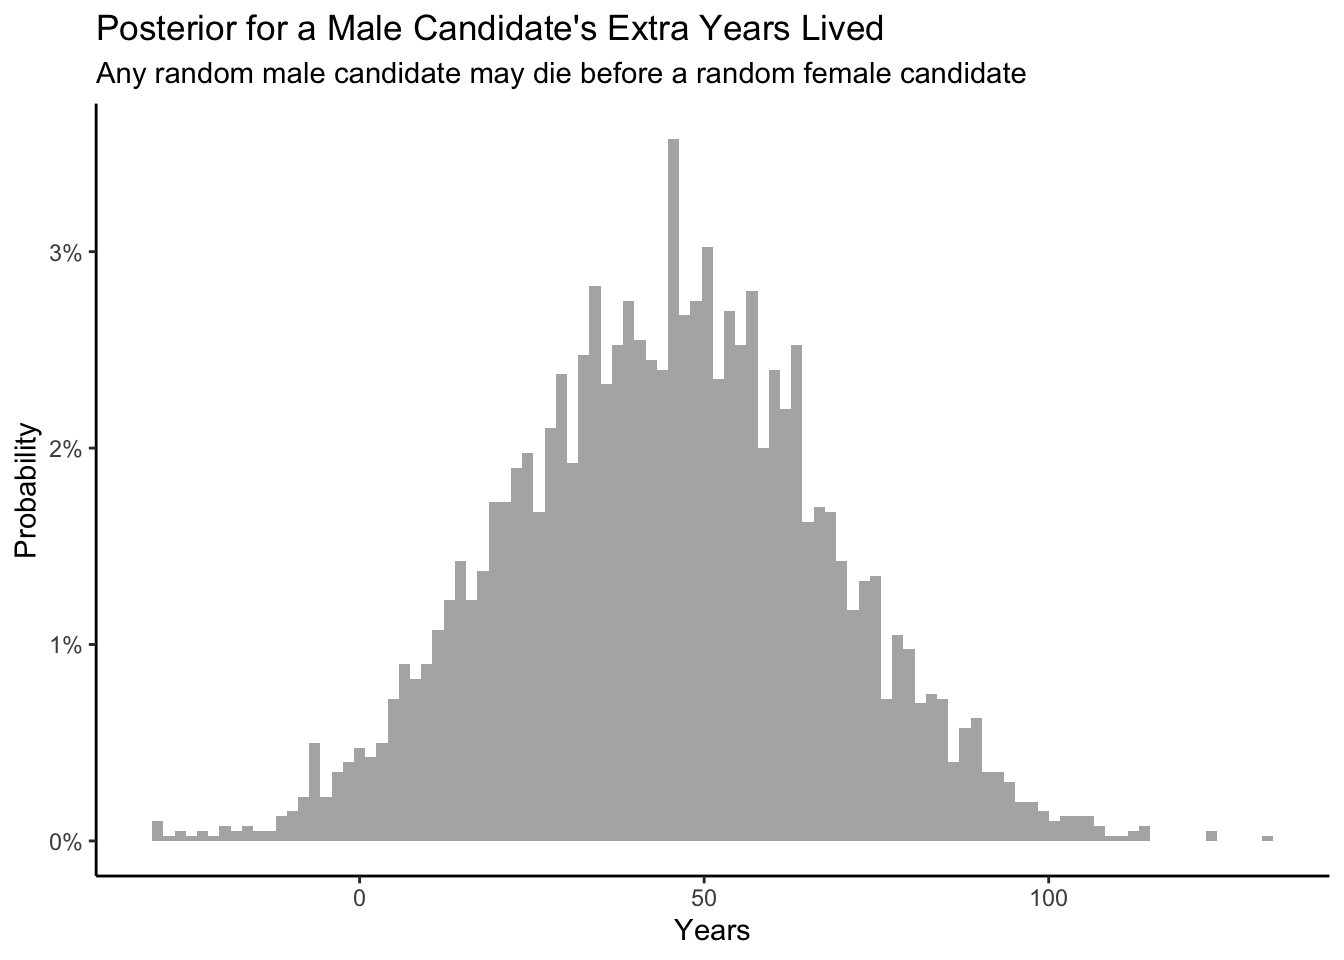 Posterior for a Male Candidate's Extra Years Lived
Any random male candidate may die before a random female candidate
3%
2%
1%
0%
Probability
0 50 100
Years